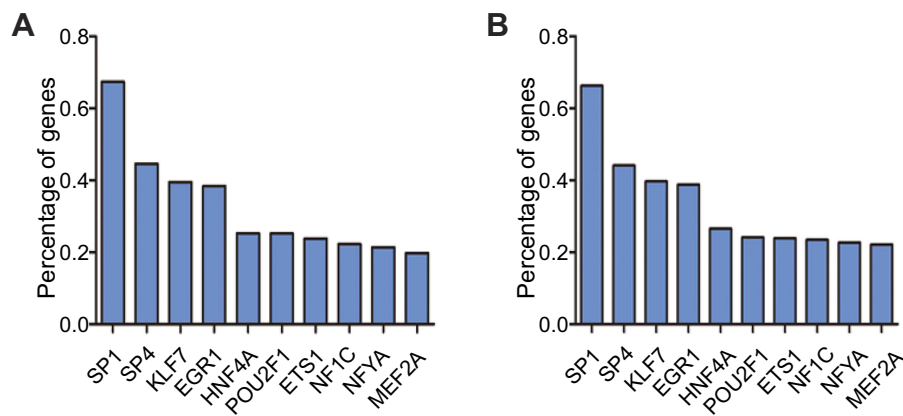 A
Percentage of genes
0.8
0.6
0.4
0.2
0.0
SP1
SP4
KLF7
EGR1
HNF4A
POU2F1
ETS1
NF1C
NFYA
MEF2A
B
Percentage of genes
0.8
0.6
0.4
0.2
0.0
SP1
SP4
KLF7
EGR1
HNF4A
POU2F1
ETS1
NF1C
NFYA
MEF2A